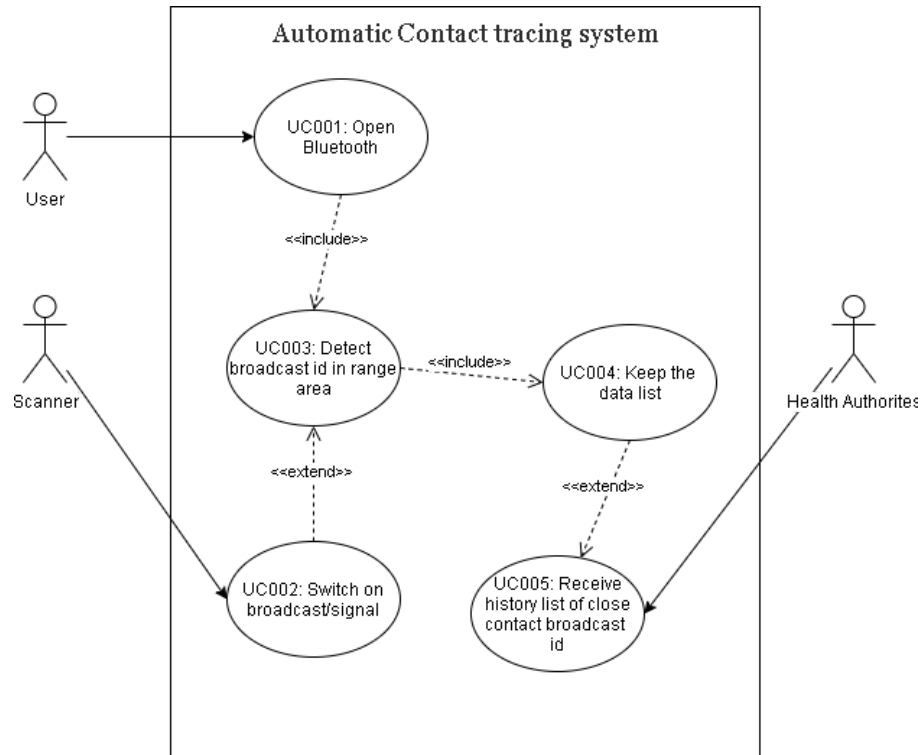 Automatic Contact tracing system
UC001: Open
Bluetooth
User
<<include>>
UC003: Detect
broadcast id in range
area
<<include>>
UC004: Keep the
data list
Scanner
Health Authorites
<<extend>>
<<extend>>
UC002: Switch on
broadcast/signal
UC005: Receive
history list of close
contact broadcast
id